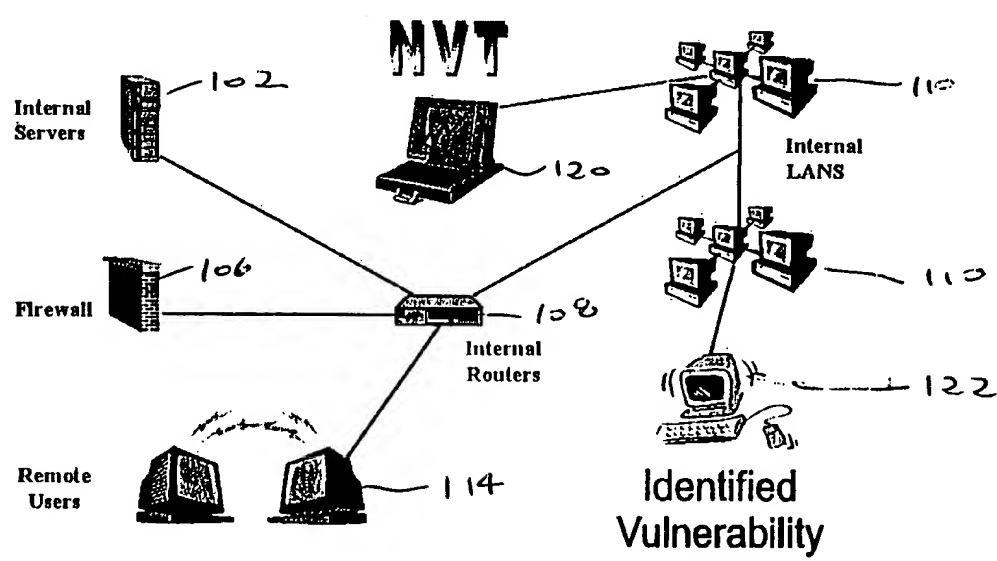 NVT
102
Internal
Servers
110
Internal
LANS
120
106
Firewall
108
Internal
Routers
110
122
Remote
Users
114
Identified
Vulnerability